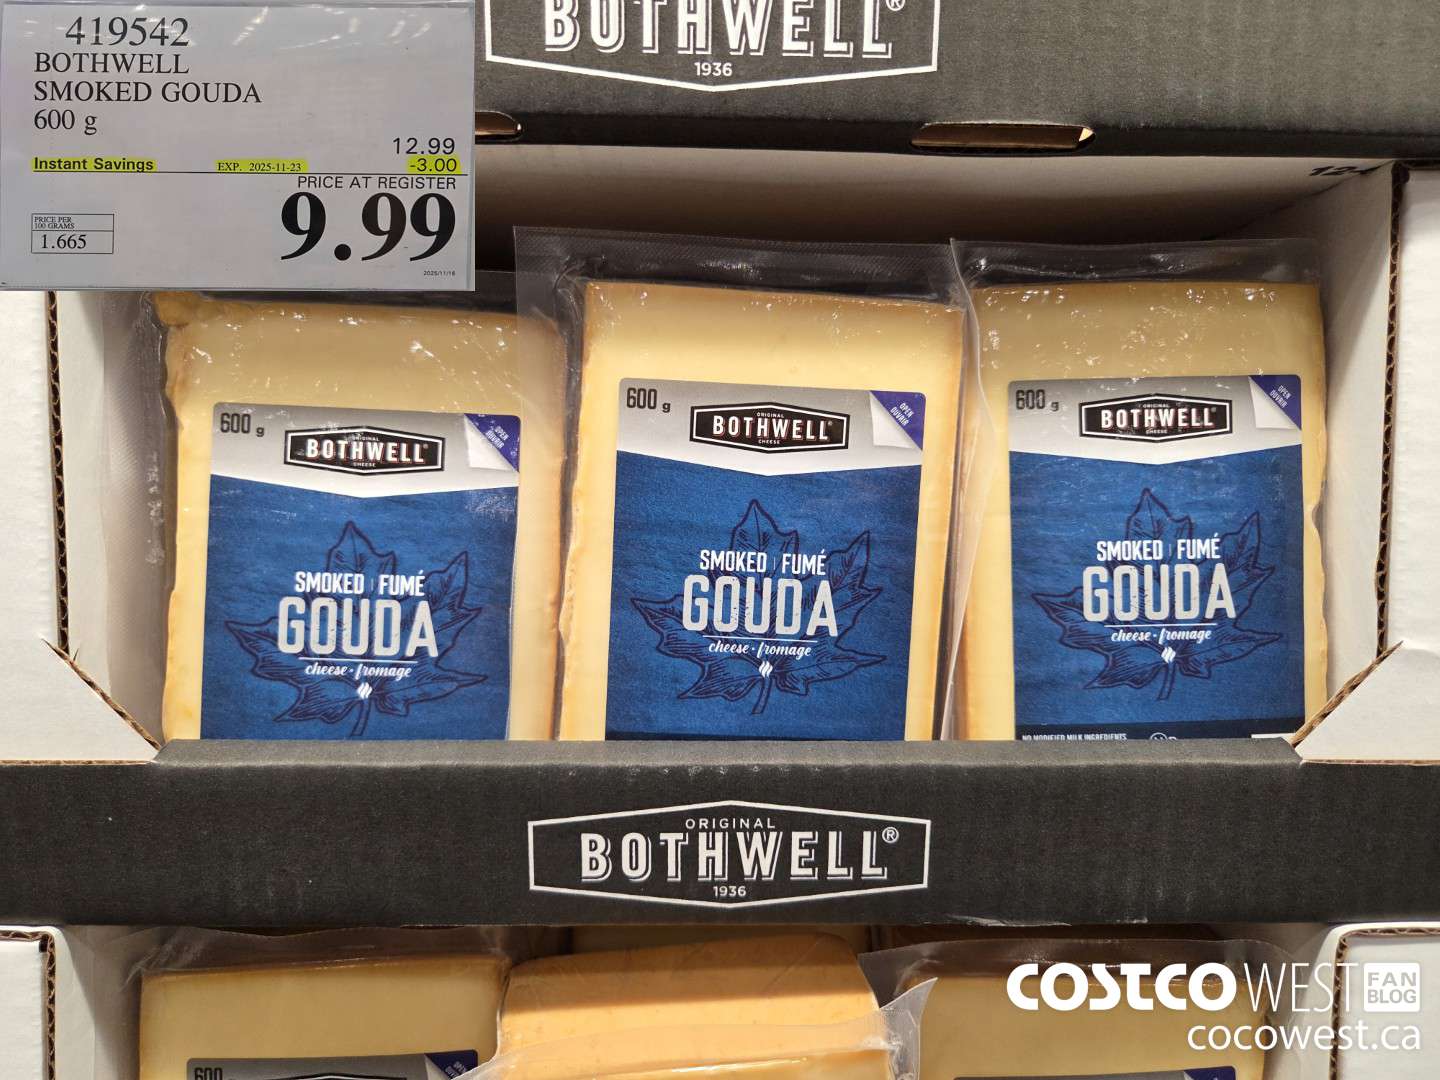 419542
BOTHWELL
SMOKED GOUDA
600 g
12.99
Instant Savings EXP. 2025-11-23 -3.00
PRICE AT REGISTER
9.99
PRICE PER
100 GRAMS
1.665
2025/11/16
BOTHWELL®
1936
124
600 g
ORIGINAL
BOTHWELL®
CHEESE
OPEN
OUVRIR
SMOKED | FUMÉ
GOUDA
cheese • fromage
600 g
ORIGINAL
BOTHWELL®
CHEESE
OPEN
OUVRIR
SMOKED | FUMÉ
GOUDA
cheese • fromage
600 g
ORIGINAL
BOTHWELL®
CHEESE
OPEN
OUVRIR
SMOKED | FUMÉ
GOUDA
cheese • fromage
NO MODIFIED MILK INGREDIENTS
ORIGINAL
BOTHWELL®
1936
600
OPEN
COSTCO WEST FAN
BLOG
cocowest.ca